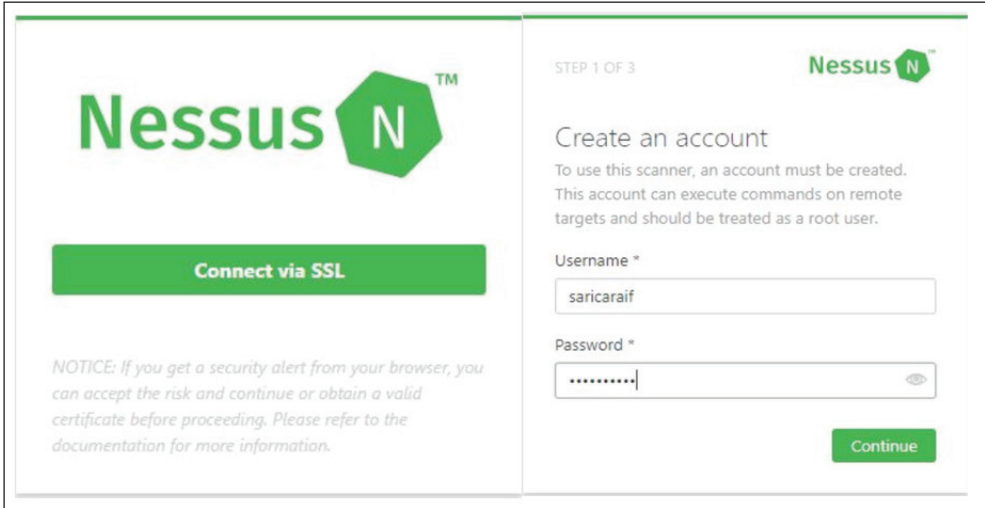 Nessus N TM
Connect via SSL
NOTICE: If you get a security alert from your browser, you
can accept the risk and continue or obtain a valid
certificate before proceeding. Please refer to the
documentation for more information.
STEP 1 OF 3
Nessus N TM
Create an account
To use this scanner, an account must be created.
This account can execute commands on remote
targets and should be treated as a root user.
Username *
saricaraif
Password *
••••••••••
Continue